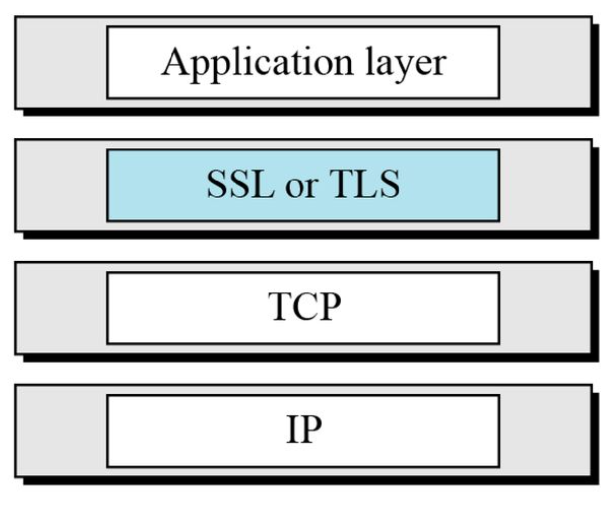 Application layer
SSL or TLS
TCP
IP